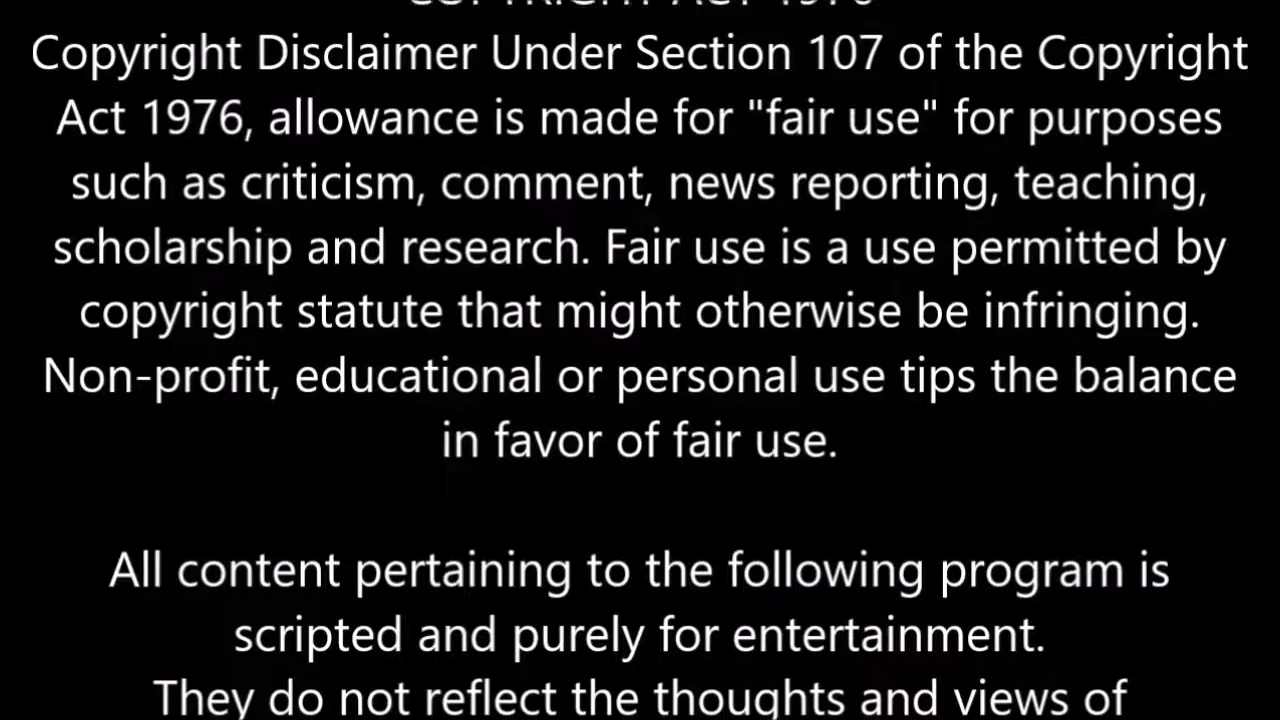 COPYRIGHT ACT 1976
Copyright Disclaimer Under Section 107 of the Copyright
Act 1976, allowance is made for "fair use" for purposes
such as criticism, comment, news reporting, teaching,
scholarship and research. Fair use is a use permitted by
copyright statute that might otherwise be infringing.
Non-profit, educational or personal use tips the balance
in favor of fair use.
All content pertaining to the following program is
scripted and purely for entertainment.
They do not reflect the thoughts and views of